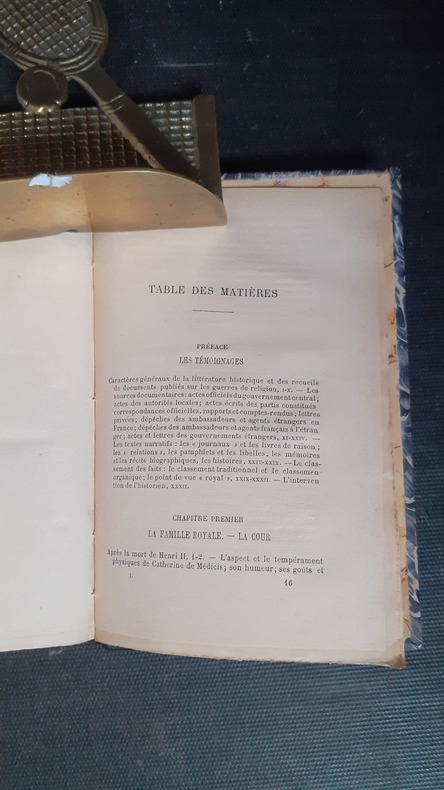 TABLE DES MATIÈRES
PRÉFACE
LES TÉMOIGNAGES
Caractères généraux de la littérature historique et des recueils
de documents publiés sur les guerres de religion, I-X. — Les
sources documentaires: actes officiels du gouvernement central;
actes des autorités locales; actes écrits des partis constitués
correspondances officielles, rapports et comptes-rendus; lettres
privées; dépêches des ambassadeurs et agents étrangers en
France; dépêches des ambassadeurs et agents français à l'étran
ger; actes et lettres des gouvernements étrangers, XI-XXIV. —
Les textes narratifs : les « journaux » et les livres de raison;
les « relations », les pamphlets et les libelles; les mémoires
et les récits biographiques, les histoires, XXIV-XXIX. — Le clas-
sement des faits: le classement traditionnel et le classemen
organique; le point de vue « royal », XXIX-XXXII. — L'interven
tion de l'historien, XXXII.
CHAPITRE PREMIER
LA FAMILLE ROYALE. — LA COUR
Après la mort de Henri II, 1-2. — L'aspect et le tempérament
physiques de Catherine de Médicis; son humeur; ses goûts et
I. 16